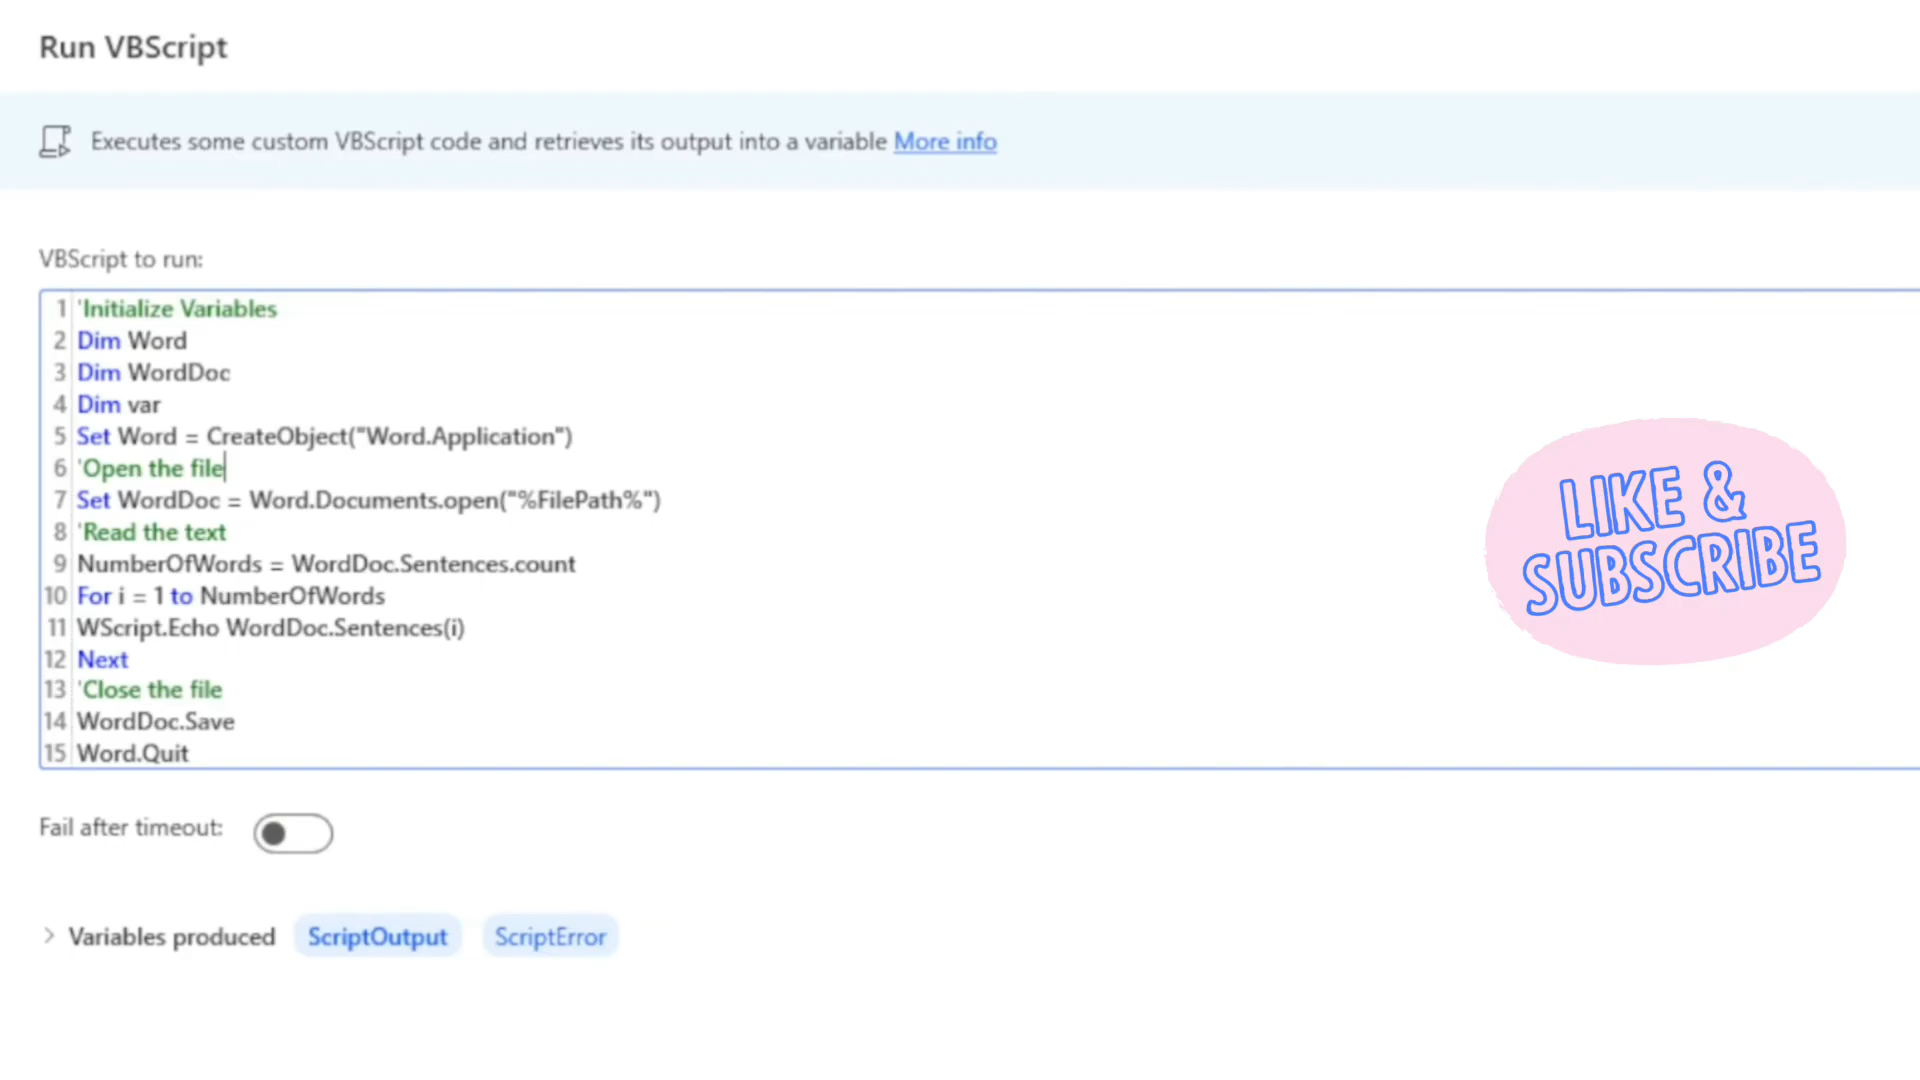 Run VBScript
Executes some custom VBScript code and retrieves its output into a variable More info
VBScript to run:
1 'Initialize Variables
2 Dim Word
3 Dim WordDoc
4 Dim var
5 Set Word = CreateObject("Word.Application")
6 'Open the file
7 Set WordDoc = Word.Documents.open("%FilePath%")
8 'Read the text
9 NumberOfWords = WordDoc.Sentences.count
10 For i = 1 to NumberOfWords
11 WScript.Echo WordDoc.Sentences(i)
12 Next
13 'Close the file
14 WordDoc.Save
15 Word.Quit
LIKE &
SUBSCRIBE
Fail after timeout:
Variables produced ScriptOutput ScriptError